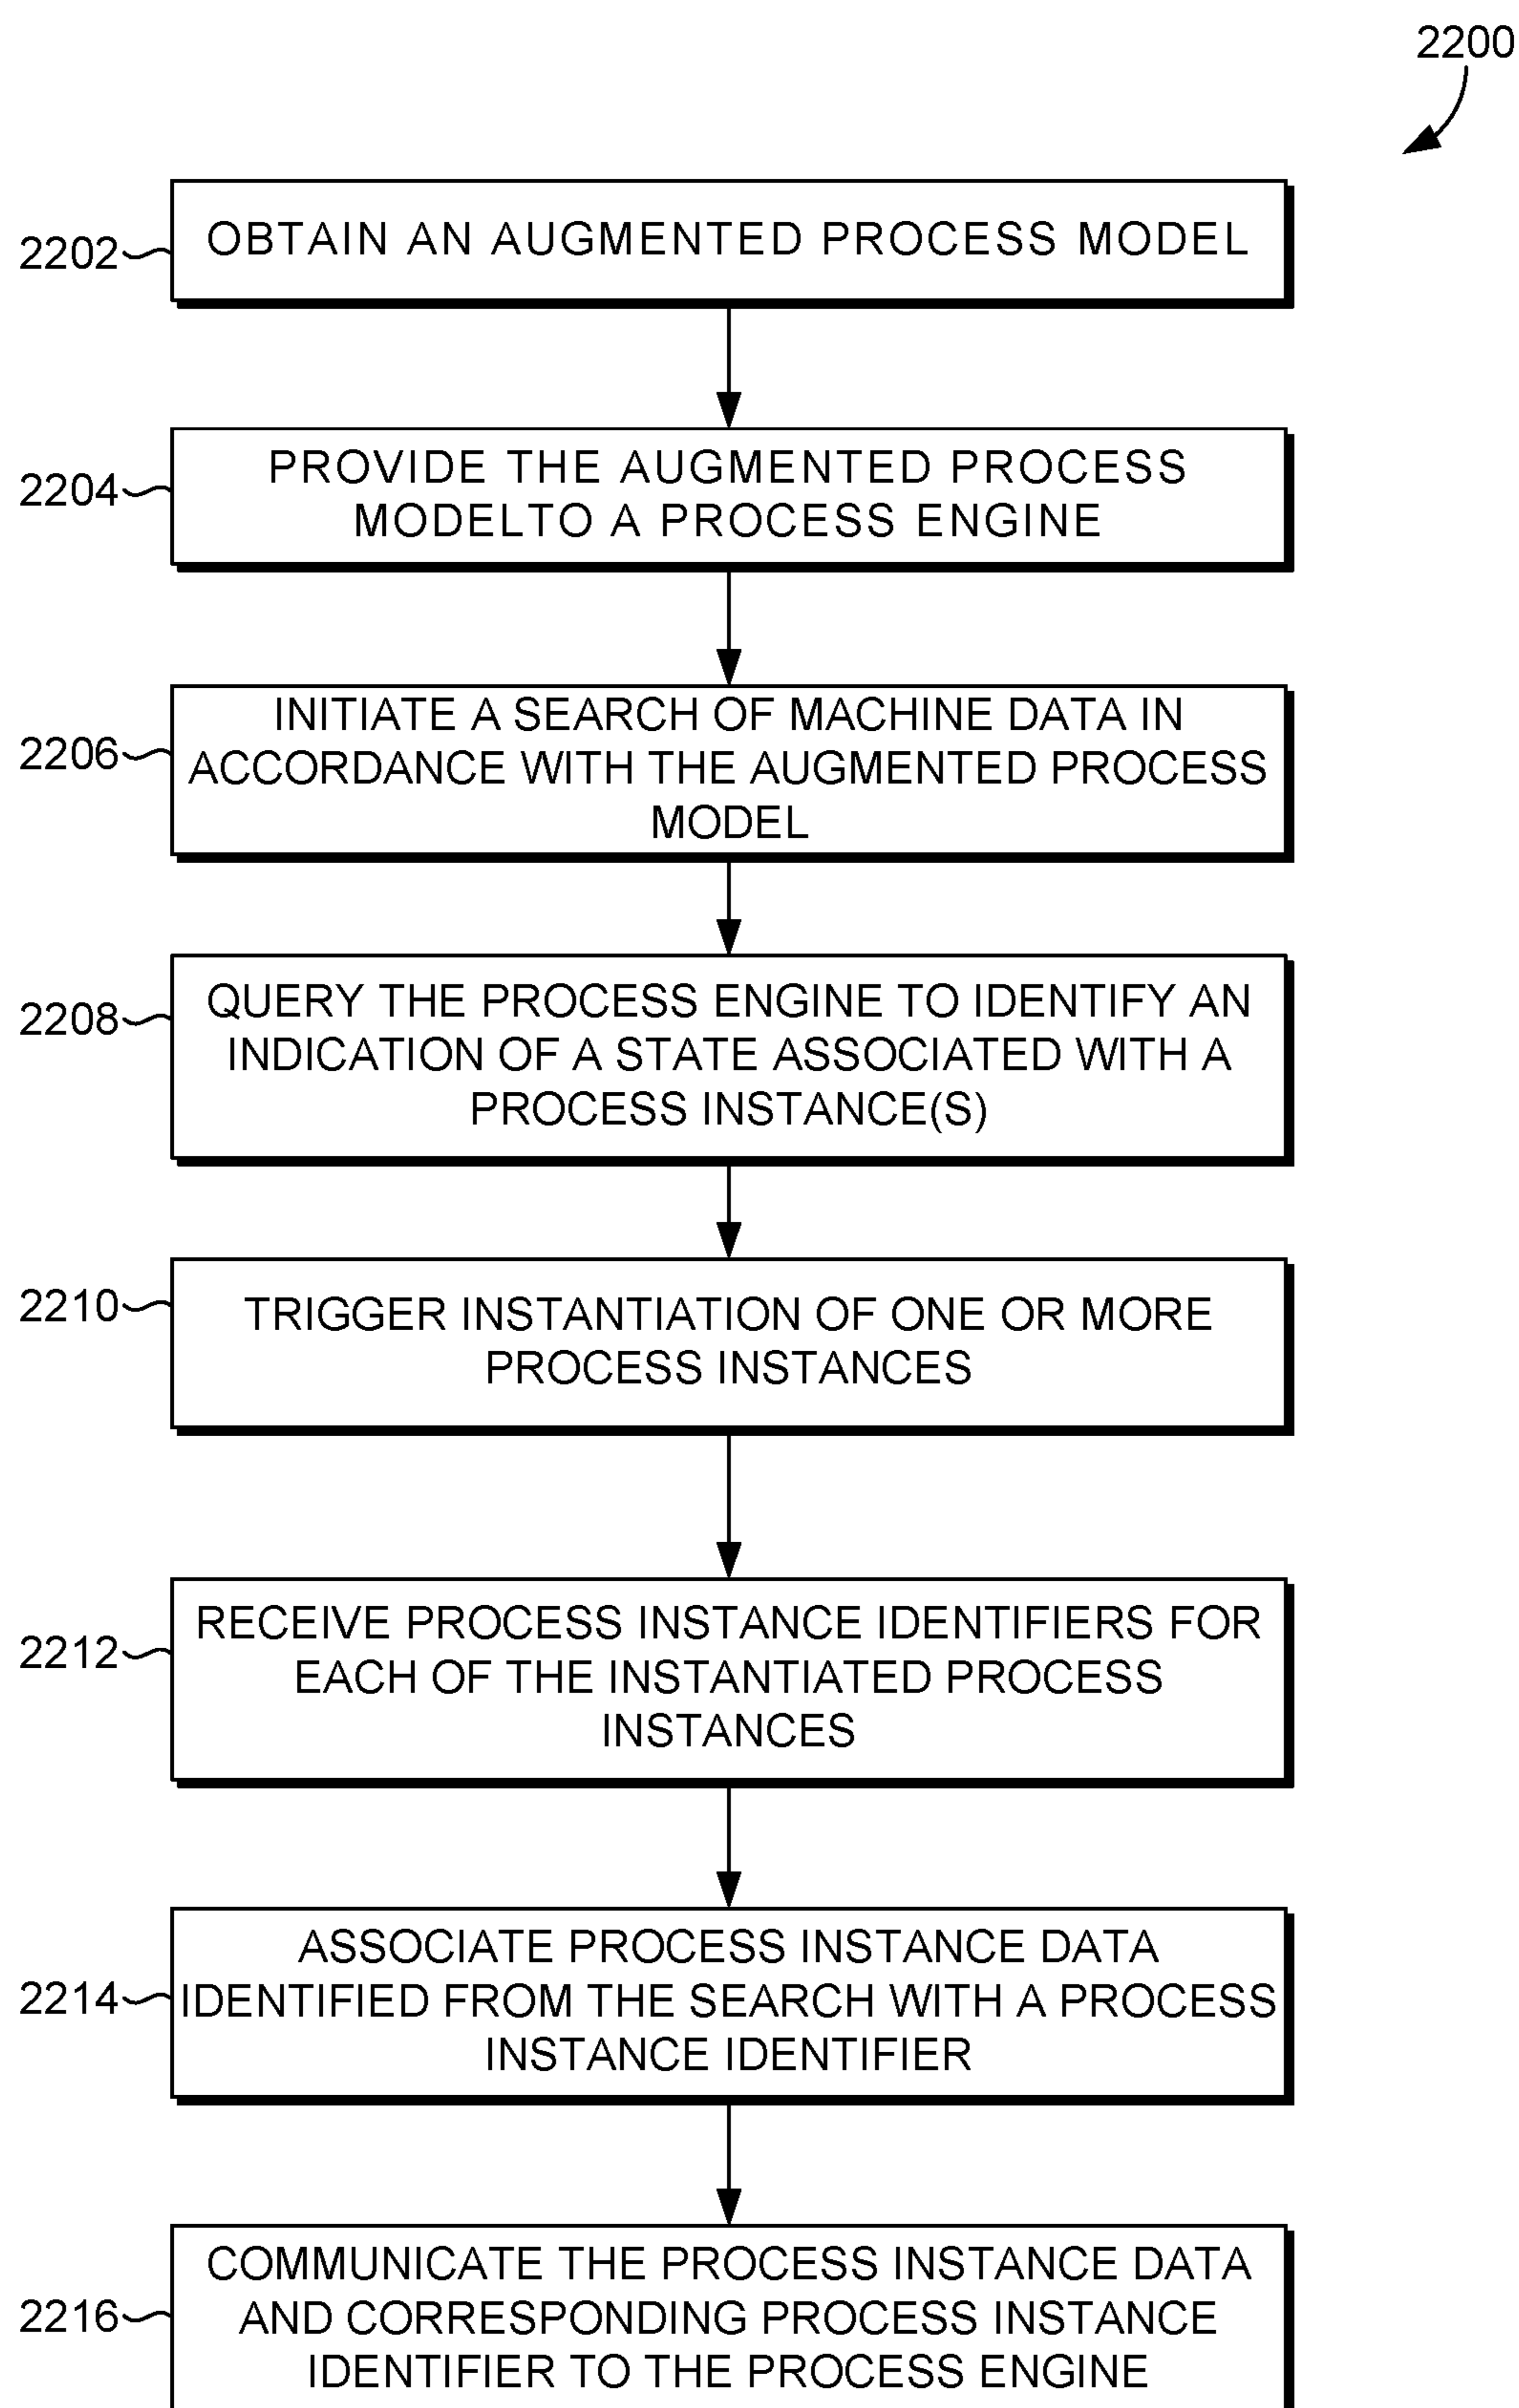 2200
2202
OBTAIN AN AUGMENTED PROCESS MODEL
2204
PROVIDE THE AUGMENTED PROCESS
MODELTO A PROCESS ENGINE
2206
INITIATE A SEARCH OF MACHINE DATA IN
ACCORDANCE WITH THE AUGMENTED PROCESS
MODEL
2208
QUERY THE PROCESS ENGINE TO IDENTIFY AN
INDICATION OF A STATE ASSOCIATED WITH A
PROCESS INSTANCE(S)
2210
TRIGGER INSTANTIATION OF ONE OR MORE
PROCESS INSTANCES
2212
RECEIVE PROCESS INSTANCE IDENTIFIERS FOR
EACH OF THE INSTANTIATED PROCESS
INSTANCES
2214
ASSOCIATE PROCESS INSTANCE DATA
IDENTIFIED FROM THE SEARCH WITH A PROCESS
INSTANCE IDENTIFIER
2216
COMMUNICATE THE PROCESS INSTANCE DATA
AND CORRESPONDING PROCESS INSTANCE
IDENTIFIER TO THE PROCESS ENGINE